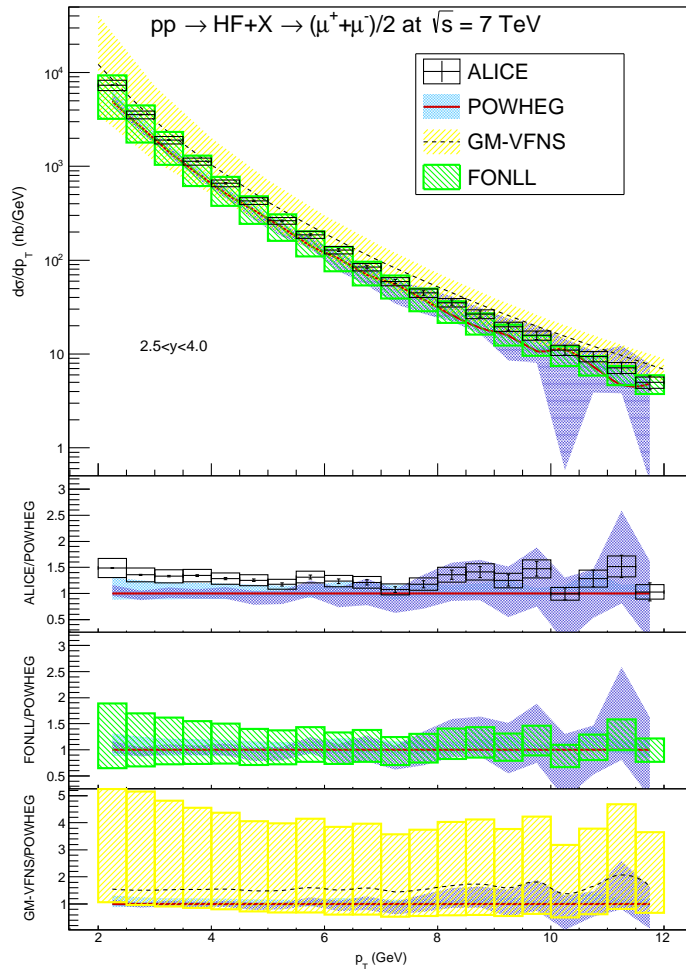 pp → HF+X → (μ⁺+μ⁻)/2 at √s = 7 TeV
ALICE
POWHEG
GM-VFNS
FONLL
dσ/dp_T (nb/GeV)
10⁴
10³
10²
10
1
2.5<y<4.0
ALICE/POWHEG
3
2.5
2
1.5
1
0.5
FONLL/POWHEG
3
2.5
2
1.5
1
0.5
GM-VFNS/POWHEG
5
4
3
2
1
2 4 6 8 10 12
p_T (GeV)